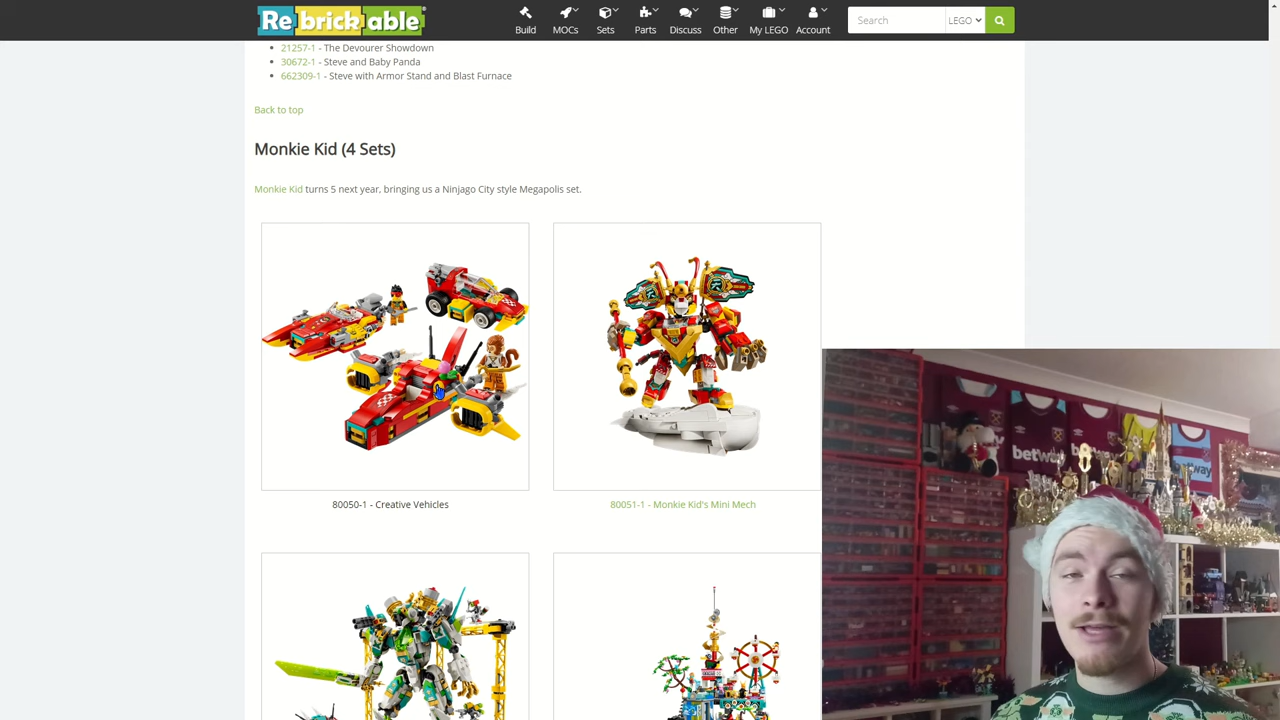 Rebrickable
Build
MOCs
Sets
Parts
Discuss
Other
My LEGO
Account
Search
LEGO
21257-1 - The Devourer Showdown
30672-1 - Steve and Baby Panda
662309-1 - Steve with Armor Stand and Blast Furnace
Back to top
Monkie Kid (4 Sets)
Monkie Kid turns 5 next year, bringing us a Ninjago City style Megapolis set.
80050-1 - Creative Vehicles
80051-1 - Monkie Kid's Mini Mech
betway
betway
betway